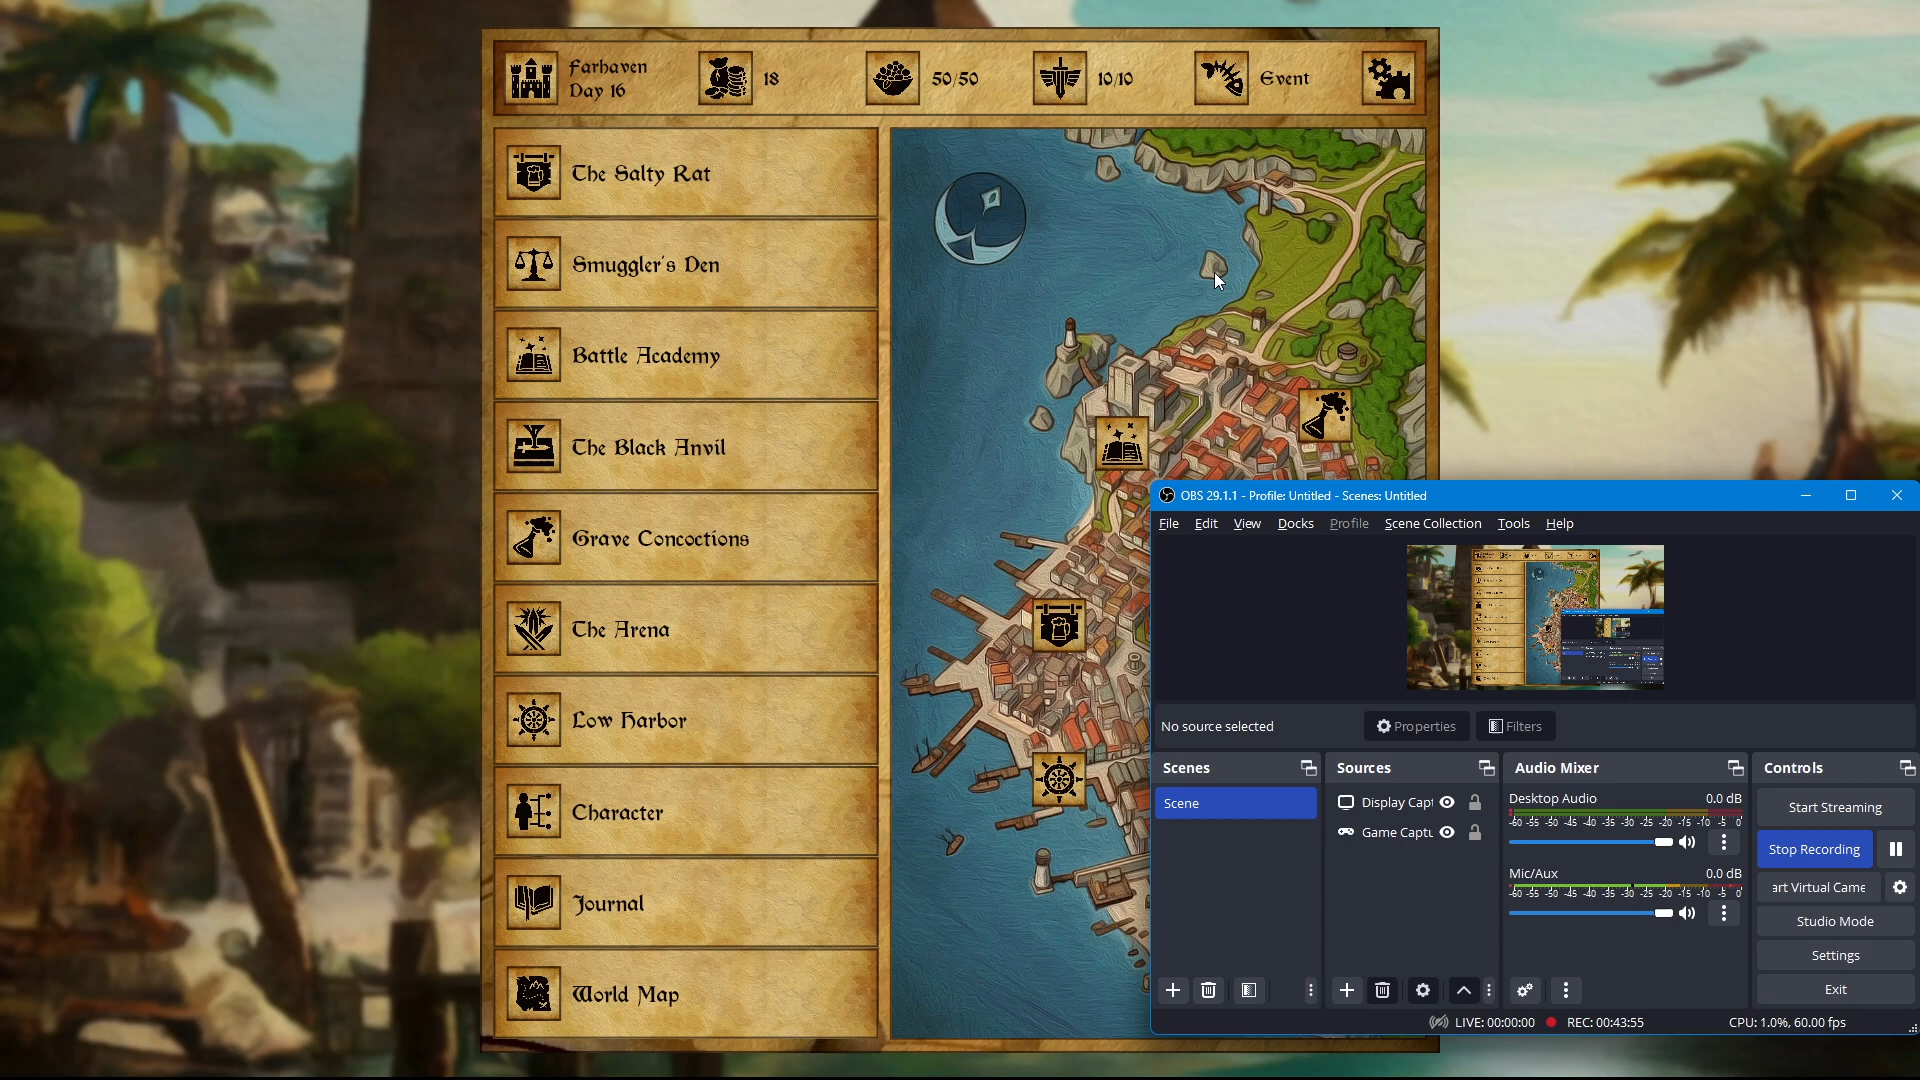 Farhaven
Day 16
18
50/50
10/10
Event
The Salty Rat
Smuggler's Den
Battle Academy
The Black Anvil
Grave Concoctions
The Arena
Low Harbor
Character
Journal
World Map
OBS 29.1.1 - Profile: Untitled - Scenes: Untitled
File Edit View Docks Profile Scene Collection Tools Help
No source selected
Properties
Filters
Scenes
Scene
Sources
Display Capt
Game Captu
Audio Mixer
Desktop Audio 0.0 dB
-60 -55 -50 -45 -40 -35 -30 -25 -20 -15 -10 -5 0
Mic/Aux 0.0 dB
-60 -55 -50 -45 -40 -35 -30 -25 -20 -15 -10 -5 0
Controls
Start Streaming
Stop Recording
art Virtual Came
Studio Mode
Settings
Exit
LIVE: 00:00:00 REC: 00:43:55 CPU: 1.0%, 60.00 fps